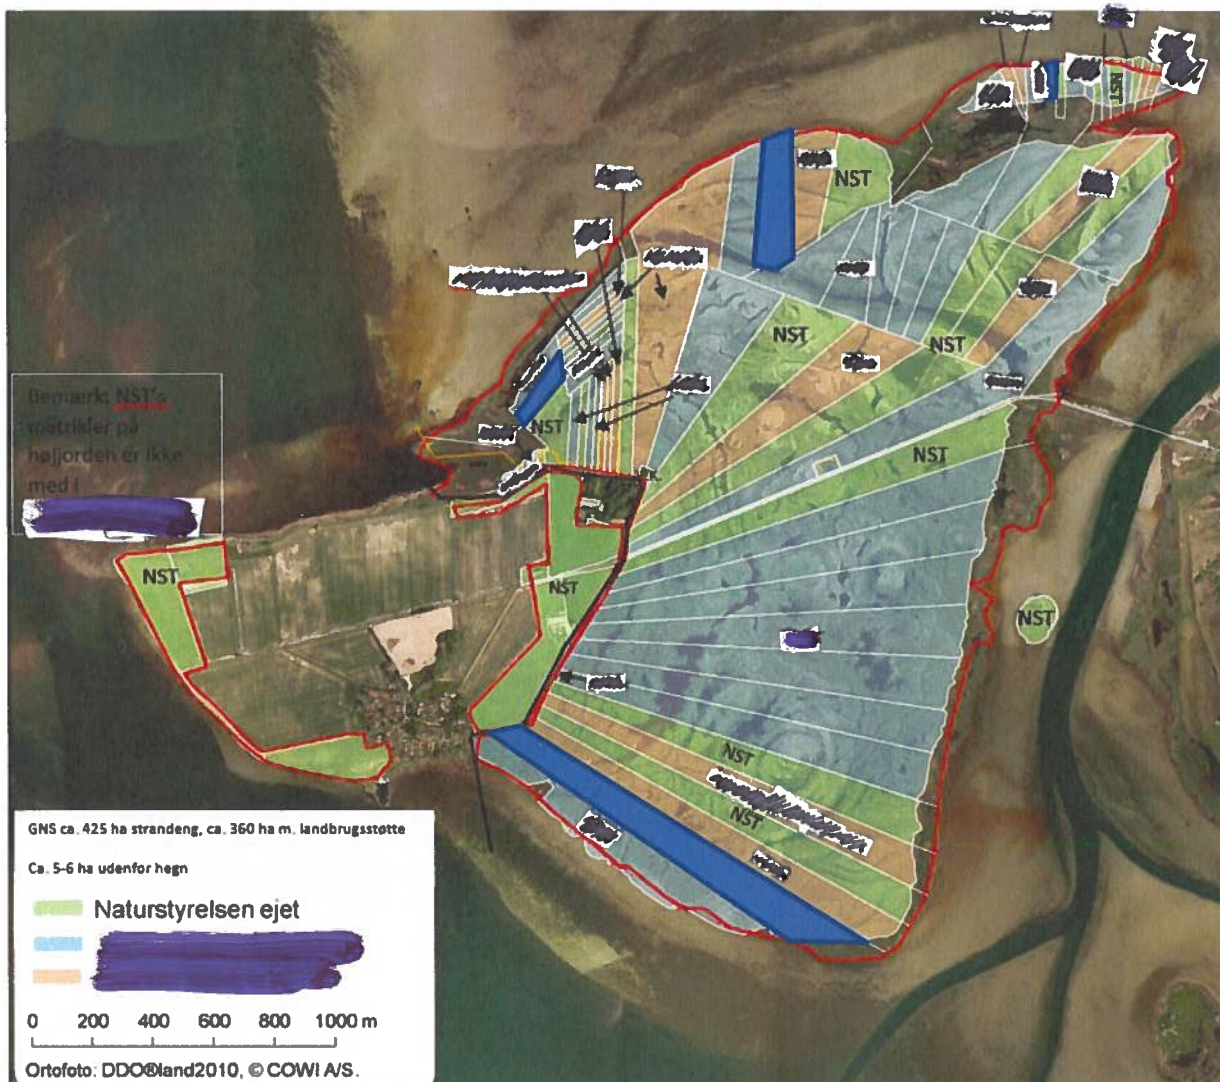 NST
NST
NST
NST
NST
Bemærk: NST's
matrikler på
højjorden er ikke
med i
NST
NST
NST
NST
NST
NST
NST
GNS ca. 425 ha strandeng, ca. 360 ha m. landbrugsstøtte
Ca. 5-6 ha udenfor hegn
Naturstyrelsen ejet
0 200 400 600 800 1000 m
Ortofoto: DDO®land2010, © COWI A/S.